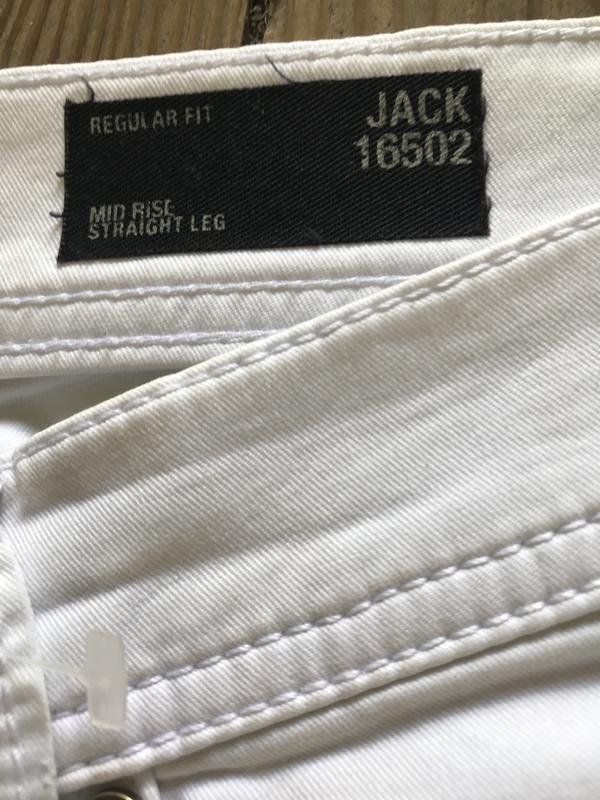 REGULAR FIT
JACK
16502
MID RISE
STRAIGHT LEG